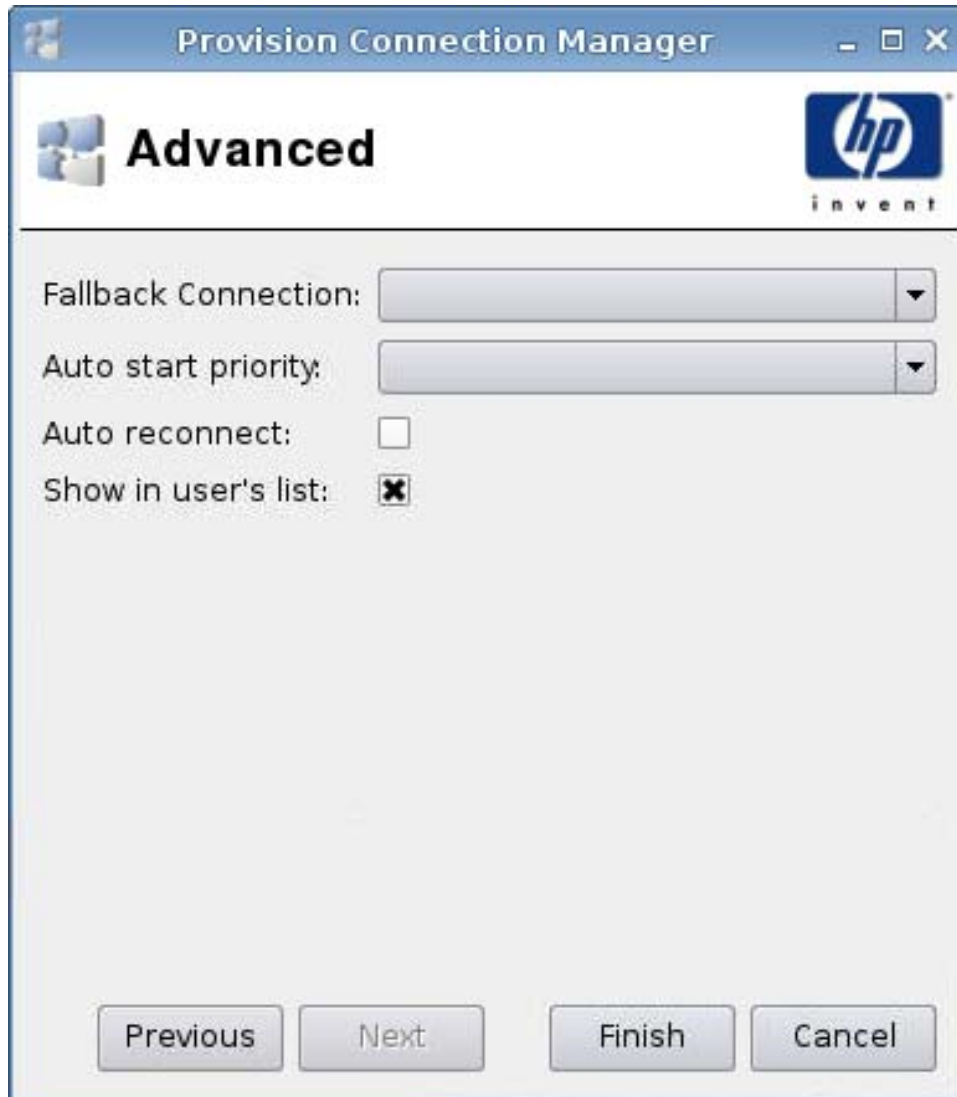 Provision Connection Manager
Advanced
hp
invent
Fallback Connection:
Auto start priority:
Auto reconnect:
Show in user's list:
Previous
Next
Finish
Cancel